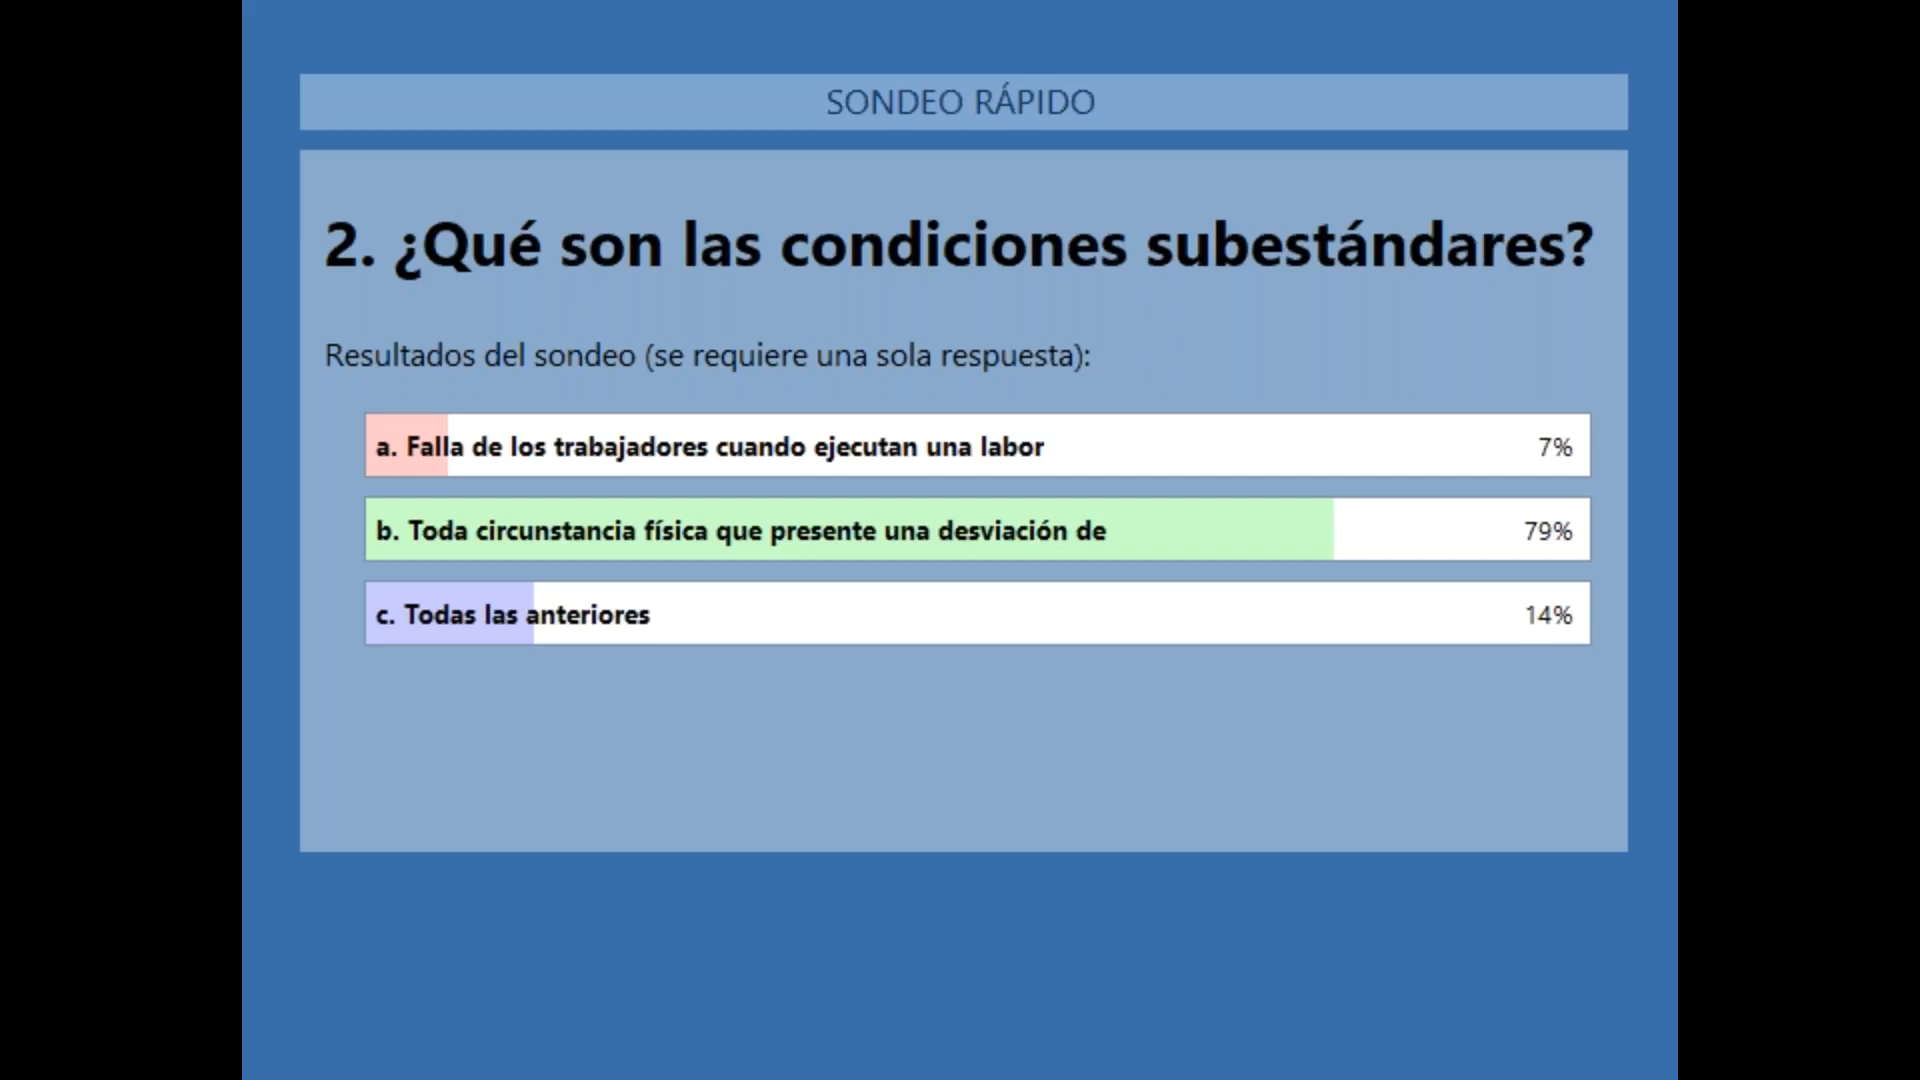 SONDEO RÁPIDO
2. ¿Qué son las condiciones subestándares?
Resultados del sondeo (se requiere una sola respuesta):
a. Falla de los trabajadores cuando ejecutan una labor 7%
b. Toda circunstancia física que presente una desviación de 79%
c. Todas las anteriores 14%